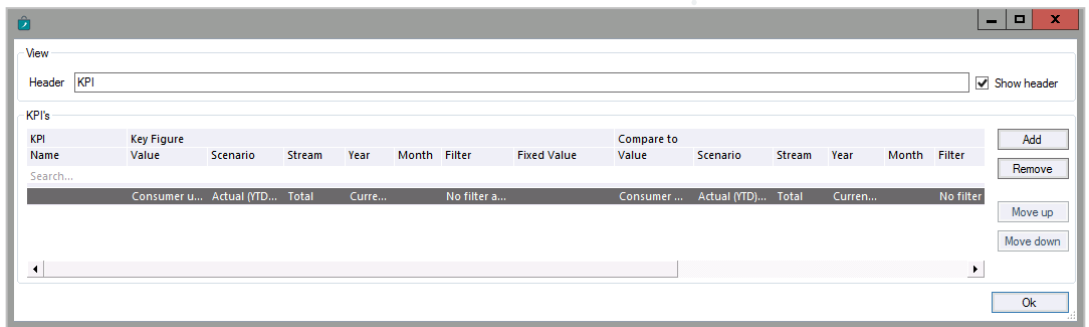 View
Header KPI Show header
KPI's
KPI Key Figure Compare to
Name Value Scenario Stream Year Month Filter Fixed Value Value Scenario Stream Year Month Filter
Search...
Consumer u... Actual (YTD... Total Curre... No filter a... Consumer ... Actual (YTD)... Total Curren... No filter
Add
Remove
Move up
Move down
Ok